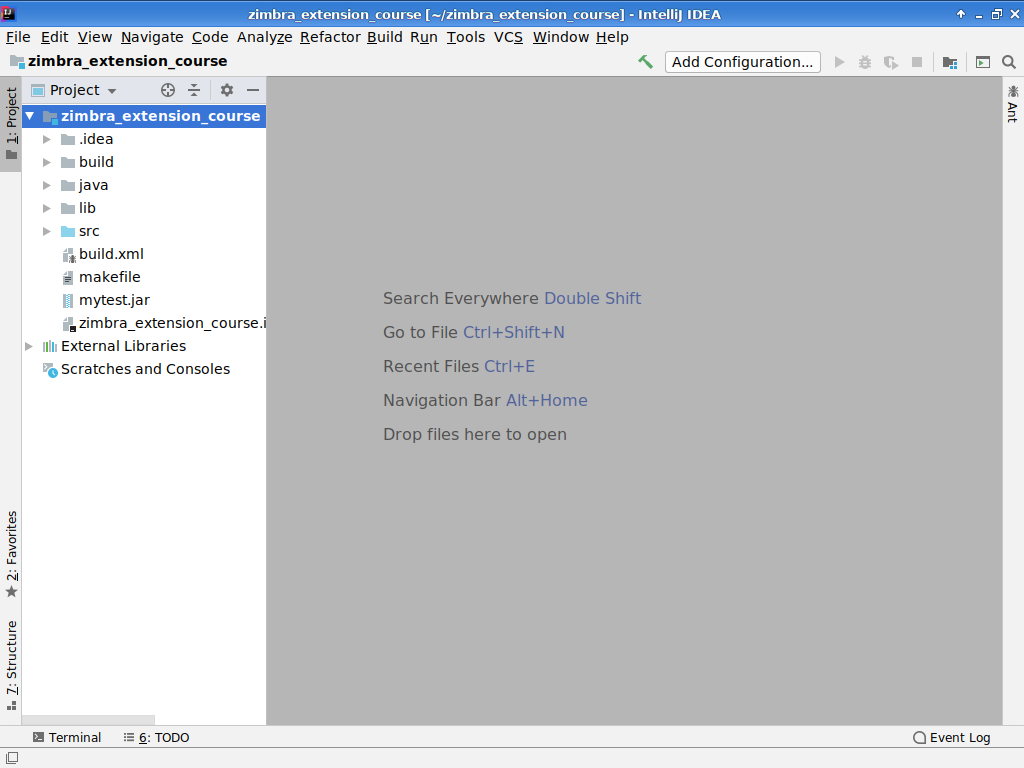 zimbra_extension_course [~/zimbra_extension_course] - IntelliJ IDEA
File Edit View Navigate Code Analyze Refactor Build Run Tools VCS Window Help
zimbra_extension_course
Add Configuration...
1: Project
Project
Ant
zimbra_extension_course
.idea
build
java
lib
src
build.xml
makefile
mytest.jar
zimbra_extension_course.i
External Libraries
Scratches and Consoles
Search Everywhere Double Shift
Go to File Ctrl+Shift+N
Recent Files Ctrl+E
Navigation Bar Alt+Home
Drop files here to open
2: Favorites
7: Structure
Terminal
6: TODO
Event Log